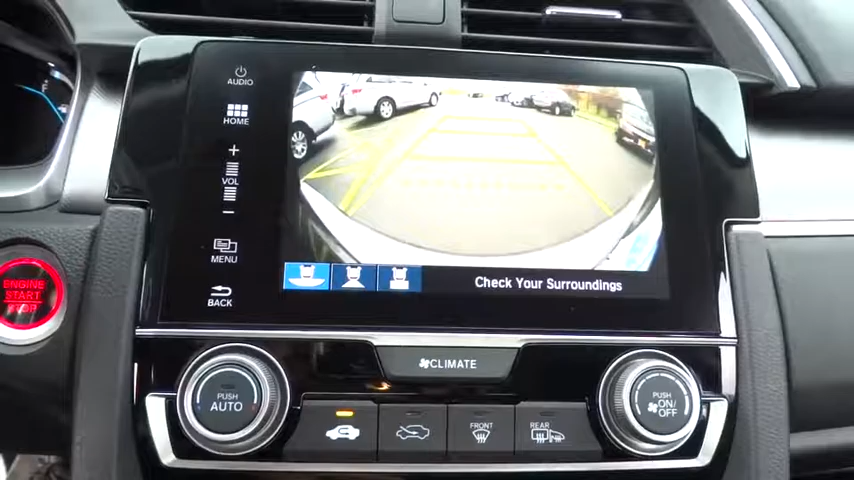 AUDIO
HOME
+
VOL
−
MENU
BACK
Check Your Surroundings
ENGINE
START
STOP
CLIMATE
PUSH
AUTO
FRONT
REAR
PUSH
ON/
OFF